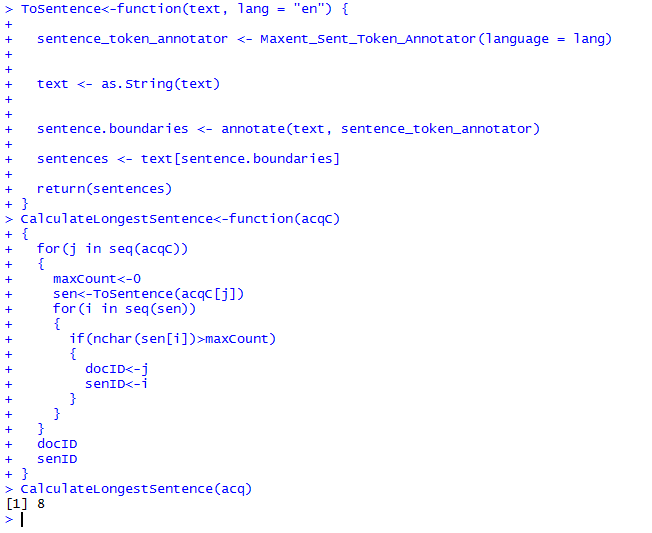 > ToSentence<-function(text, lang = "en") {
+
+   sentence_token_annotator <- Maxent_Sent_Token_Annotator(language = lang)
+
+
+   text <- as.String(text)
+
+
+   sentence.boundaries <- annotate(text, sentence_token_annotator)
+
+   sentences <- text[sentence.boundaries]
+
+   return(sentences)
+ }
> CalculateLongestSentence<-function(acqC)
+ {
+   for(j in seq(acqC))
+   {
+     maxCount<-0
+     sen<-ToSentence(acqC[j])
+     for(i in seq(sen))
+     {
+       if(nchar(sen[i])>maxCount)
+       {
+         docID<-j
+         senID<-i
+       }
+     }
+   }
+   docID
+   senID
+ }
> CalculateLongestSentence(acq)
[1] 8
>